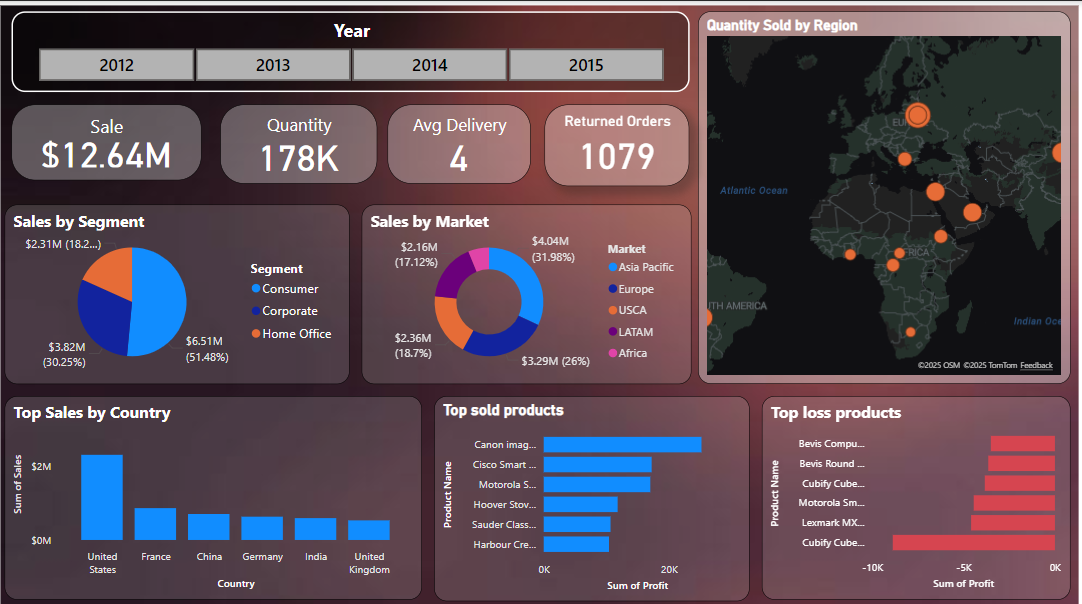 Year
2012
2013
2014
2015
Sale
$12.64M
Quantity
178K
Avg Delivery
4
Returned Orders
1079
Quantity Sold by Region
EU
Atlantic Ocean
RICA
UTH AMERICA
Indian Oce
©2025 OSM ©2025 TomTom Feedback
Sales by Segment
$2.31M (18.2...)
$3.82M
(30.25%)
$6.51M
(51.48%)
Segment
Consumer
Corporate
Home Office
Sales by Market
$2.16M
(17.12%)
$4.04M
(31.98%)
$2.36M
(18.7%)
$3.29M (26%)
Market
Asia Pacific
Europe
USCA
LATAM
Africa
Top Sales by Country
Sum of Sales
$2M
$0M
United
States
France
China
Germany
India
United
Kingdom
Country
Top sold products
Product Name
Canon imag...
Cisco Smart ...
Motorola S...
Hoover Stov...
Sauder Class...
Harbour Cre...
0K
20K
Sum of Profit
Top loss products
Product Name
Bevis Compu...
Bevis Round ...
Cubify Cube...
Motorola Sm...
Lexmark MX...
Cubify Cube...
-10K
-5K
0K
Sum of Profit